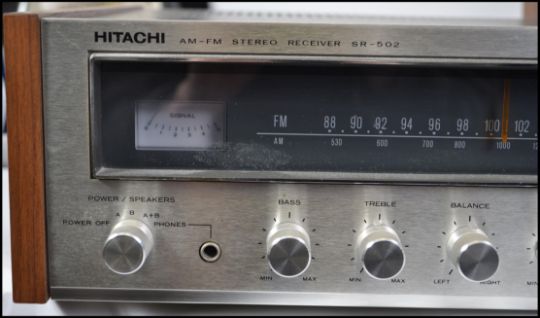 HITACHI AM-FM STEREO RECEIVER SR-502
SIGNAL
FM 88 90 92 94 96 98 100 102
AM 530 600 700 800 1000
POWER / SPEAKERS
POWER OFF A B A+B PHONES
BASS
MIN MAX
TREBLE
MIN MAX
BALANCE
LEFT RIGHT
MIN